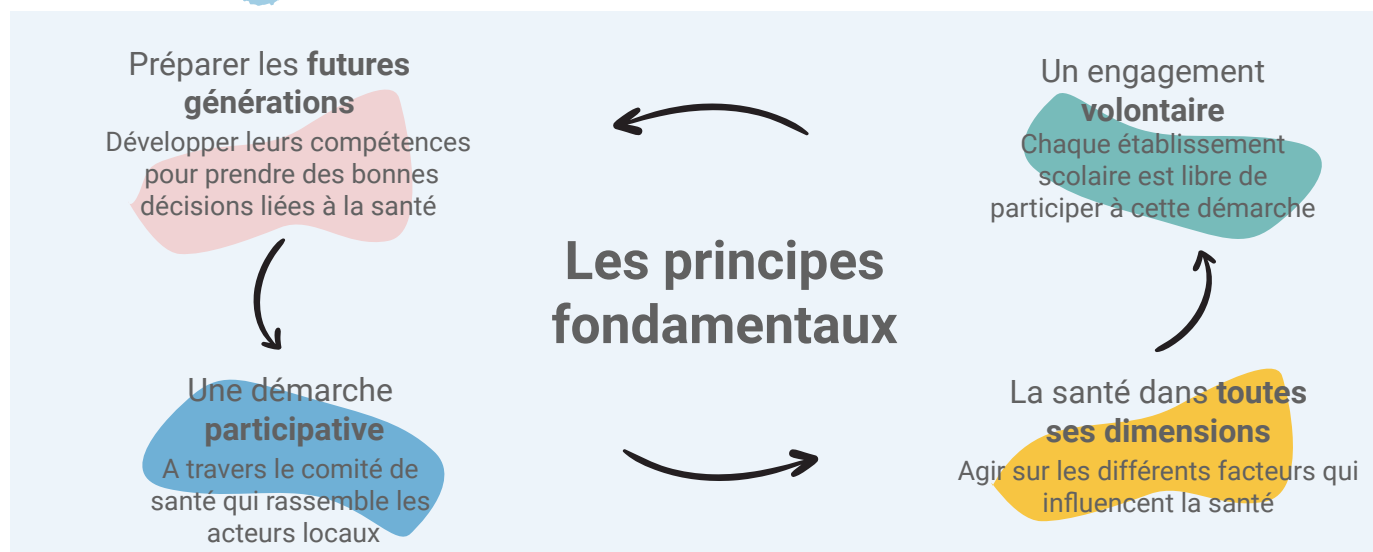 Préparer les futures
générations
Développer leurs compétences
pour prendre des bonnes
décisions liées à la santé
Un engagement
volontaire
Chaque établissement
scolaire est libre de
participer à cette démarche
Les principes
fondamentaux
Une démarche
participative
A travers le comité de
santé qui rassemble les
acteurs locaux
La santé dans toutes
ses dimensions
Agir sur les différents facteurs qui
influencent la santé